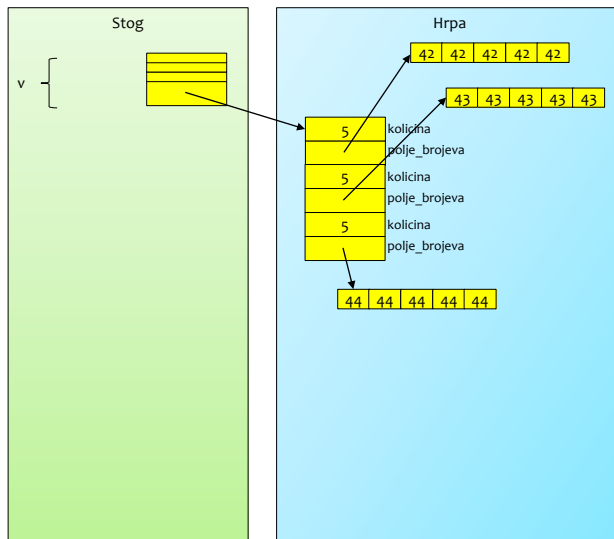 Stog
Hrpa
v
42 42 42 42 42
43 43 43 43 43
5 kolicina
polje_brojeva
5 kolicina
polje_brojeva
5 kolicina
polje_brojeva
44 44 44 44 44